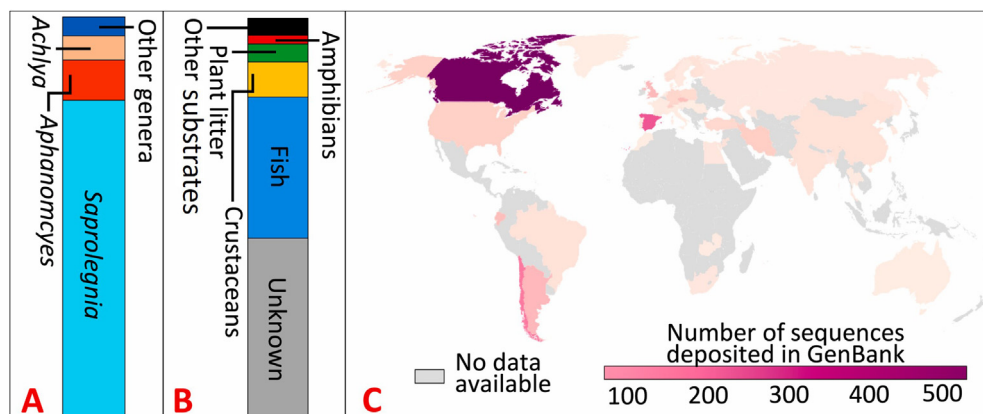 Other genera
Achlya
Aphanomcyes
Saprolegnia
A
Other substrates
Plant litter
Amphibians
Crustaceans
Fish
Unknown
B
C
No data
available
Number of sequences
deposited in GenBank
100 200 300 400 500